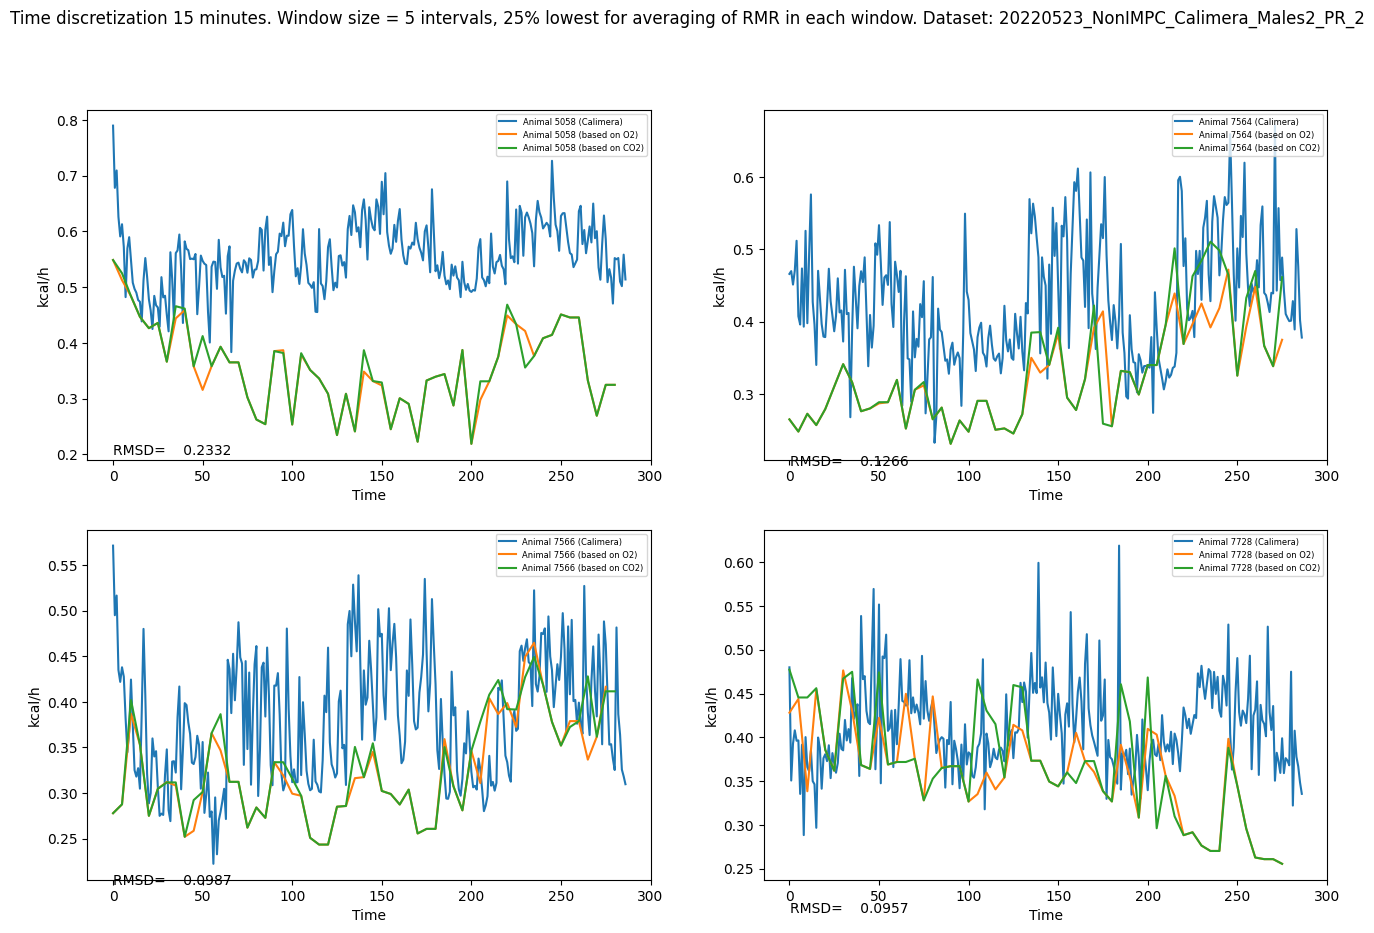 Time discretization 15 minutes. Window size = 5 intervals, 25% lowest for averaging of RMR in each window. Dataset: 20220523_NonIMPC_Calimera_Males2_PR_2
Animal 5058 (Calimera)
Animal 5058 (based on O2)
Animal 5058 (based on CO2)
0.8
0.7
0.6
0.5
0.4
0.3
0.2
kcal/h
RMSD= 0.2332
0 50 100 150 200 250 300
Time
Animal 7564 (Calimera)
Animal 7564 (based on O2)
Animal 7564 (based on CO2)
0.6
0.5
0.4
0.3
kcal/h
RMSD= 0.1266
0 50 100 150 200 250 300
Time
Animal 7566 (Calimera)
Animal 7566 (based on O2)
Animal 7566 (based on CO2)
0.55
0.50
0.45
0.40
0.35
0.30
0.25
kcal/h
RMSD= 0.0987
0 50 100 150 200 250 300
Time
Animal 7728 (Calimera)
Animal 7728 (based on O2)
Animal 7728 (based on CO2)
0.60
0.55
0.50
0.45
0.40
0.35
0.30
0.25
kcal/h
0 50 100 150 200 250 300
RMSD= 0.0957
Time